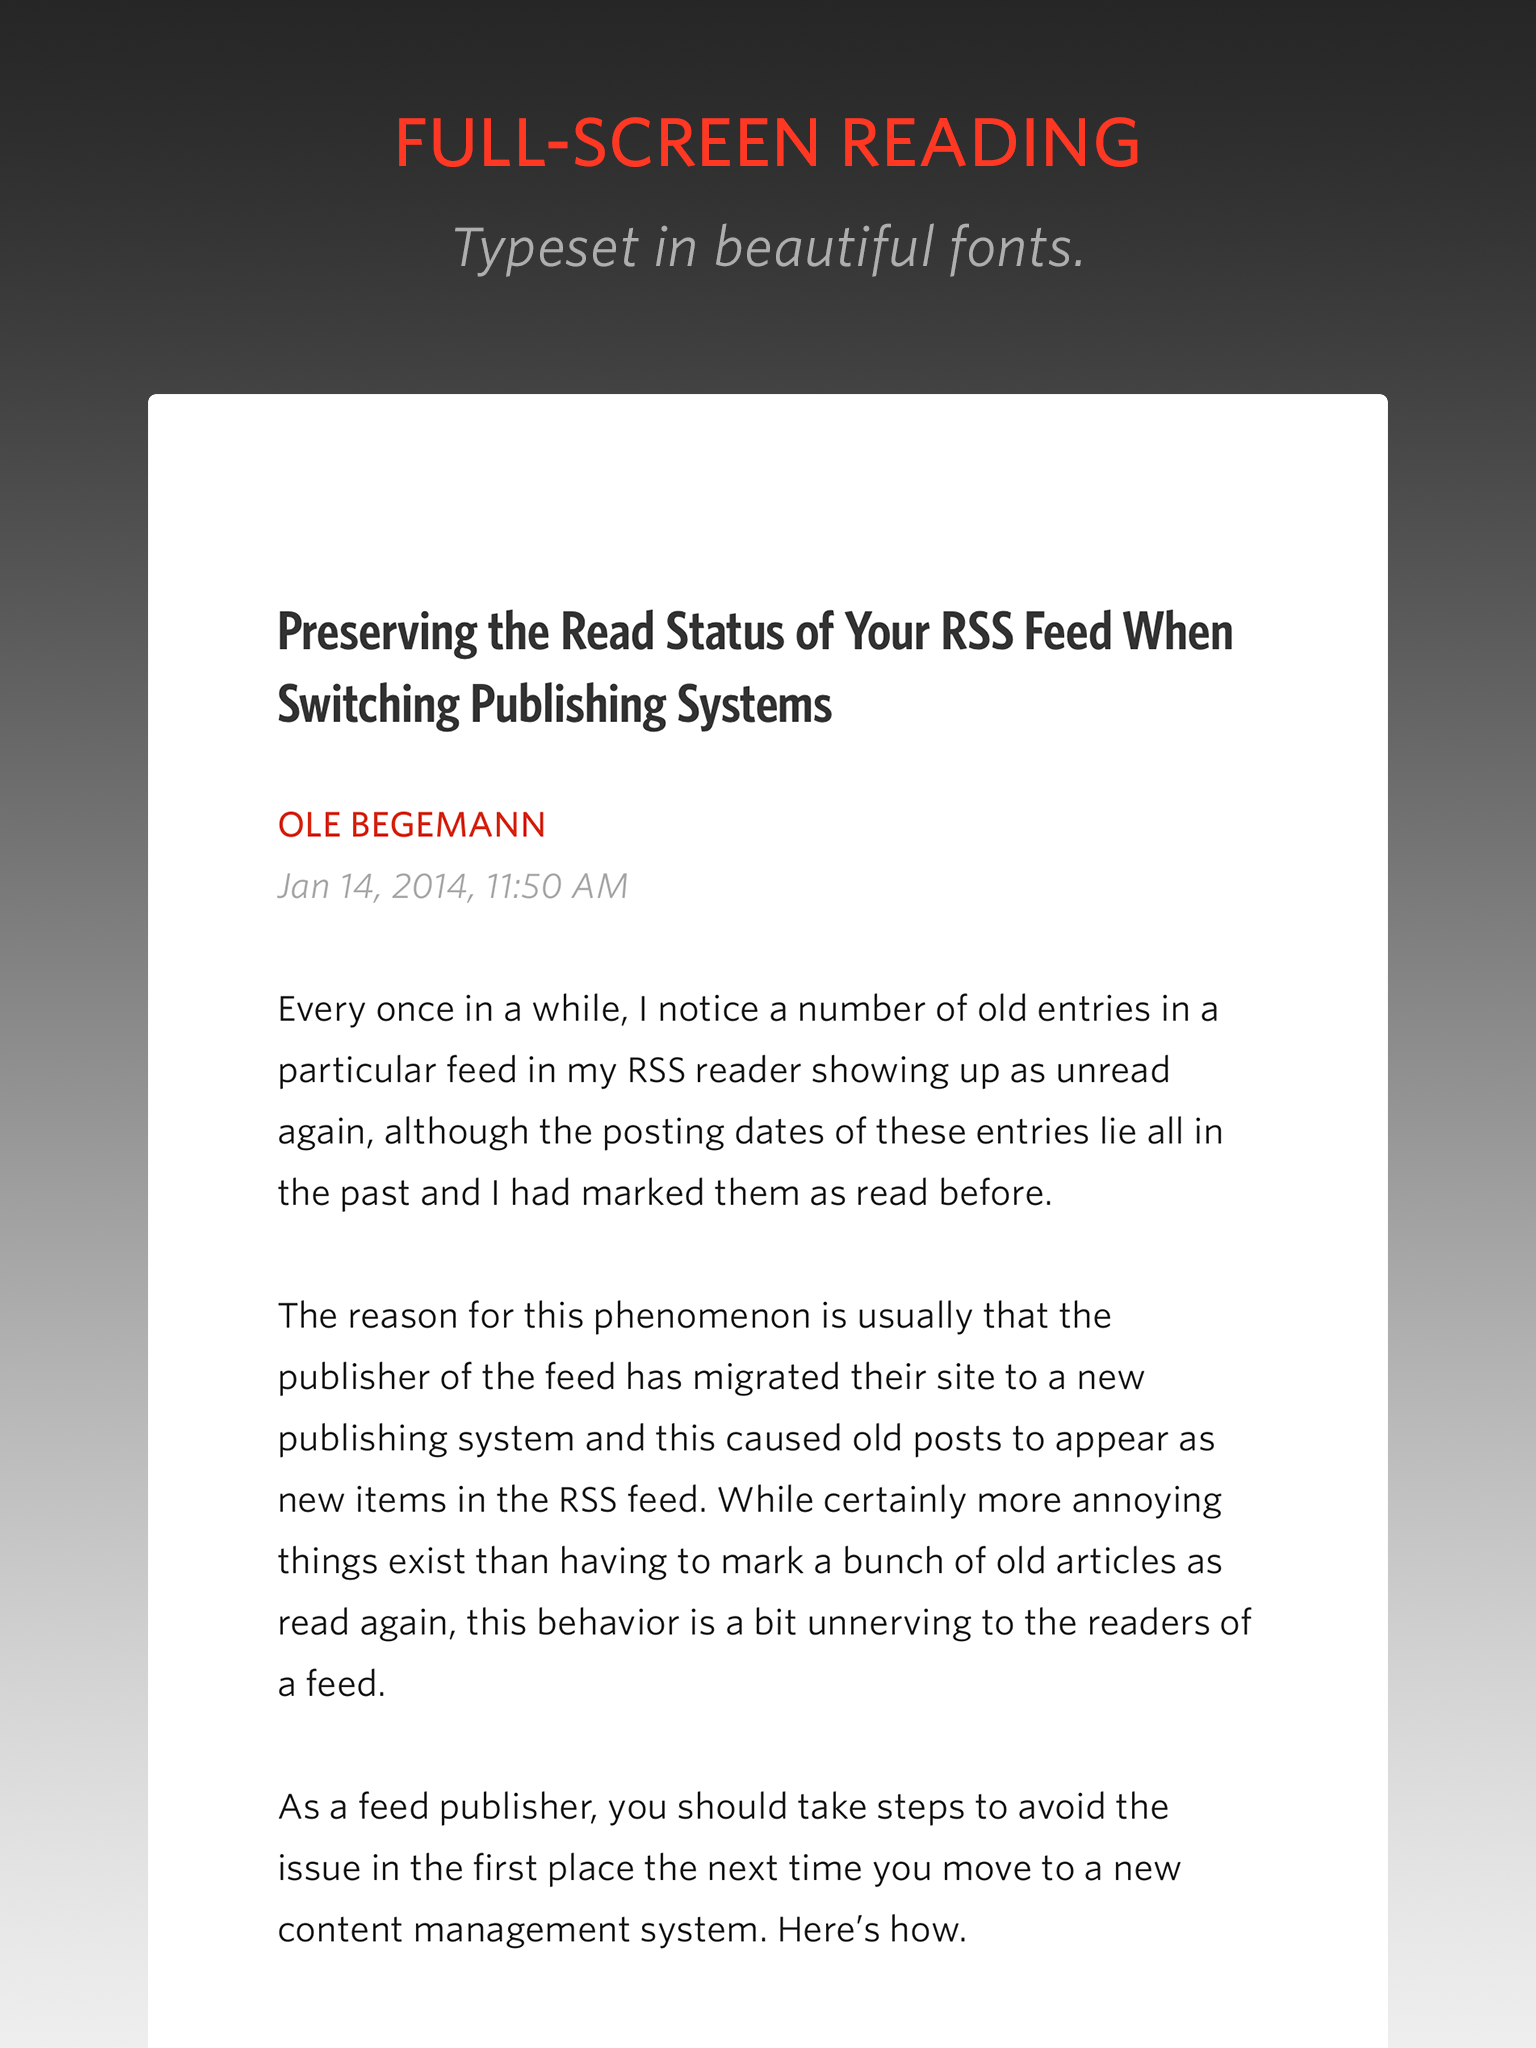 FULL-SCREEN READING
Typeset in beautiful fonts.
Preserving the Read Status of Your RSS Feed When
Switching Publishing Systems
OLE BEGEMANN
Jan 14, 2014, 11:50 AM
Every once in a while, I notice a number of old entries in a
particular feed in my RSS reader showing up as unread
again, although the posting dates of these entries lie all in
the past and I had marked them as read before.
The reason for this phenomenon is usually that the
publisher of the feed has migrated their site to a new
publishing system and this caused old posts to appear as
new items in the RSS feed. While certainly more annoying
things exist than having to mark a bunch of old articles as
read again, this behavior is a bit unnerving to the readers of
a feed.
As a feed publisher, you should take steps to avoid the
issue in the first place the next time you move to a new
content management system. Here’s how.